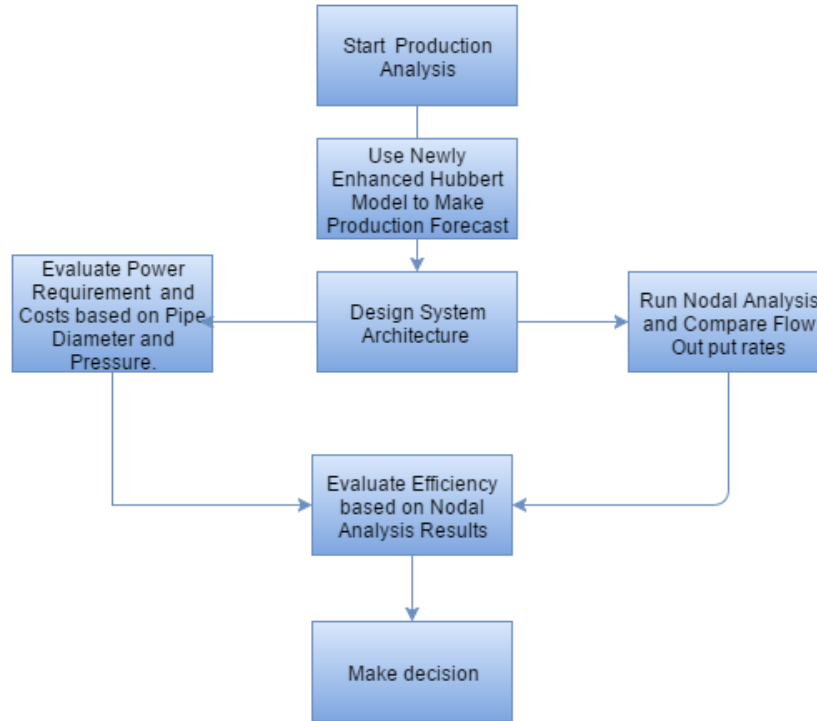 Start Production
Analysis
Use Newly
Enhanced Hubbert
Model to Make
Production Forecast
Evaluate Power
Requirement and
Costs based on Pipe
Diameter and
Pressure.
Design System
Architecture
Run Nodal Analysis
and Compare Flow
Out put rates
Evaluate Efficiency
based on Nodal
Analysis Results
Make decision